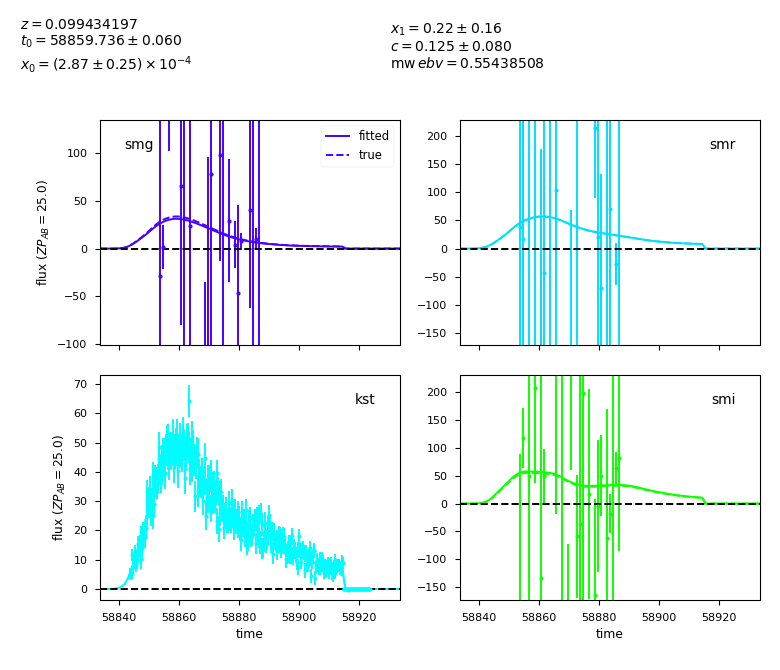 z = 0.099434197
t₀ = 58859.736 ± 0.060
x₀ = (2.87 ± 0.25) × 10⁻⁴
x₁ = 0.22 ± 0.16
c = 0.125 ± 0.080
mw ebv = 0.55438508
smg
fitted
true
100
50
0
−50
−100
flux (ZP_AB = 25.0)
smr
200
150
100
50
0
−50
−100
−150
kst
70
60
50
40
30
20
10
0
flux (ZP_AB = 25.0)
58840 58860 58880 58900 58920
time
smi
200
150
100
50
0
−50
−100
−150
58840 58860 58880 58900 58920
time